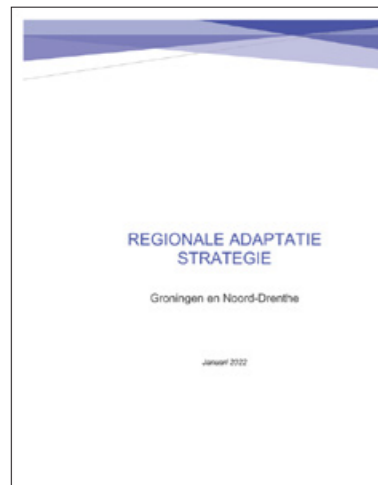 REGIONALE ADAPTATIE
STRATEGIE
Groningen en Noord-Drenthe
Januari 2022